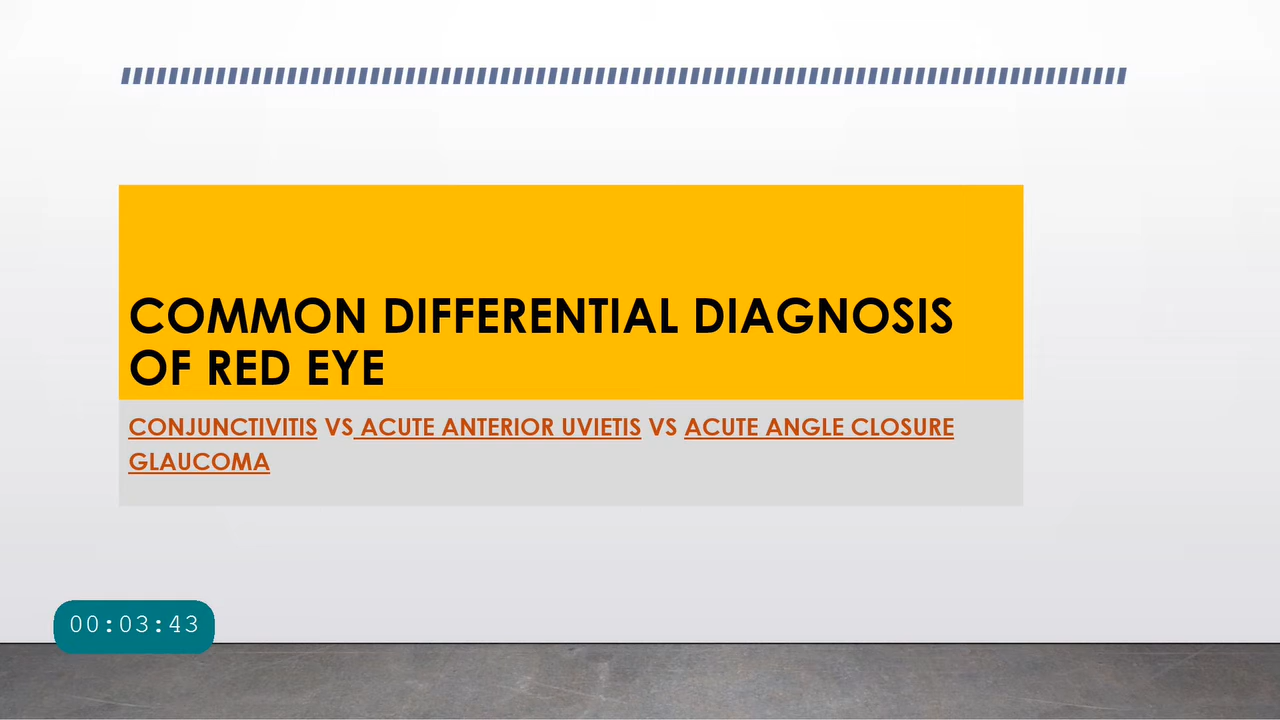 COMMON DIFFERENTIAL DIAGNOSIS
OF RED EYE
CONJUNCTIVITIS VS ACUTE ANTERIOR UVIETIS VS ACUTE ANGLE CLOSURE
GLAUCOMA
00:03:43